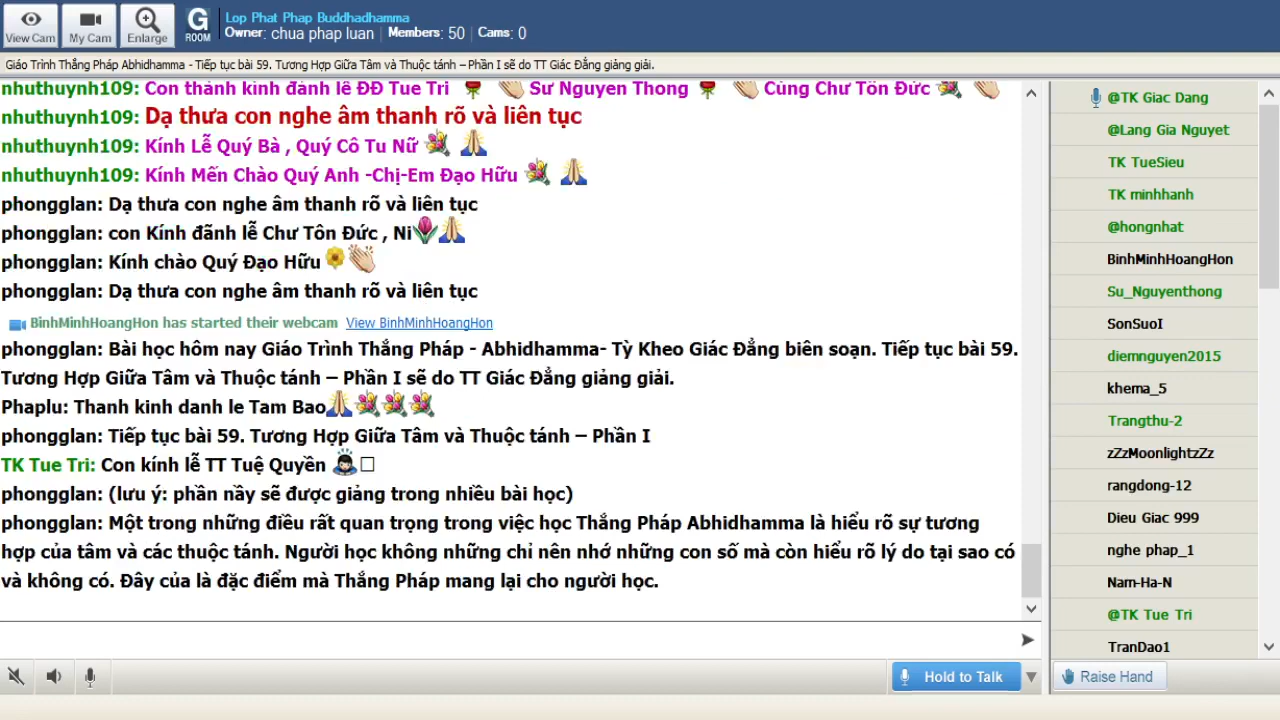 View Cam
My Cam
Enlarge
G
ROOM
Lop Phat Phap Buddhadhamma
Owner: chua phap luan | Members: 50 | Cams: 0
Giáo Trình Thắng Pháp Abhidhamma - Tiếp tục bài 59. Tương Hợp Giữa Tâm và Thuộc tánh – Phần I sẽ do TT Giác Đẳng giảng giải.
nhuthuynh109: Con thành kính đảnh lễ ĐĐ Tue Tri Sư Nguyen Thong Cùng Chư Tôn Đức
nhuthuynh109: Dạ thưa con nghe âm thanh rõ và liên tục
nhuthuynh109: Kính Lễ Quý Bà , Quý Cô Tu Nữ
nhuthuynh109: Kính Mến Chào Quý Anh -Chị-Em Đạo Hữu
phongglan: Dạ thưa con nghe âm thanh rõ và liên tục
phongglan: con Kính đãnh lễ Chư Tôn Đức , Ni
phongglan: Kính chào Quý Đạo Hữu
phongglan: Dạ thưa con nghe âm thanh rõ và liên tục
BinhMinhHoangHon has started their webcam View BinhMinhHoangHon
phongglan: Bài học hôm nay Giáo Trình Thắng Pháp - Abhidhamma- Tỳ Kheo Giác Đẳng biên soạn. Tiếp tục bài 59.
Tương Hợp Giữa Tâm và Thuộc tánh – Phần I sẽ do TT Giác Đẳng giảng giải.
Phaplu: Thanh kinh danh le Tam Bao
phongglan: Tiếp tục bài 59. Tương Hợp Giữa Tâm và Thuộc tánh – Phần I
TK Tue Tri: Con kính lễ TT Tuệ Quyền
phongglan: (lưu ý: phần nầy sẽ được giảng trong nhiều bài học)
phongglan: Một trong những điều rất quan trọng trong việc học Thắng Pháp Abhidhamma là hiểu rõ sự tương
hợp của tâm và các thuộc tánh. Người học không những chỉ nên nhớ những con số mà còn hiểu rõ lý do tại sao có
và không có. Đây của là đặc điểm mà Thắng Pháp mang lại cho người học.
Hold to Talk
@TK Giac Dang
@Lang Gia Nguyet
TK TueSieu
TK minhhanh
@hongnhat
BinhMinhHoangHon
Su_Nguyenthong
SonSuoI
diemnguyen2015
khema_5
Trangthu-2
zZzMoonlightzZz
rangdong-12
Dieu Giac 999
nghe phap_1
Nam-Ha-N
@TK Tue Tri
TranDao1
Raise Hand